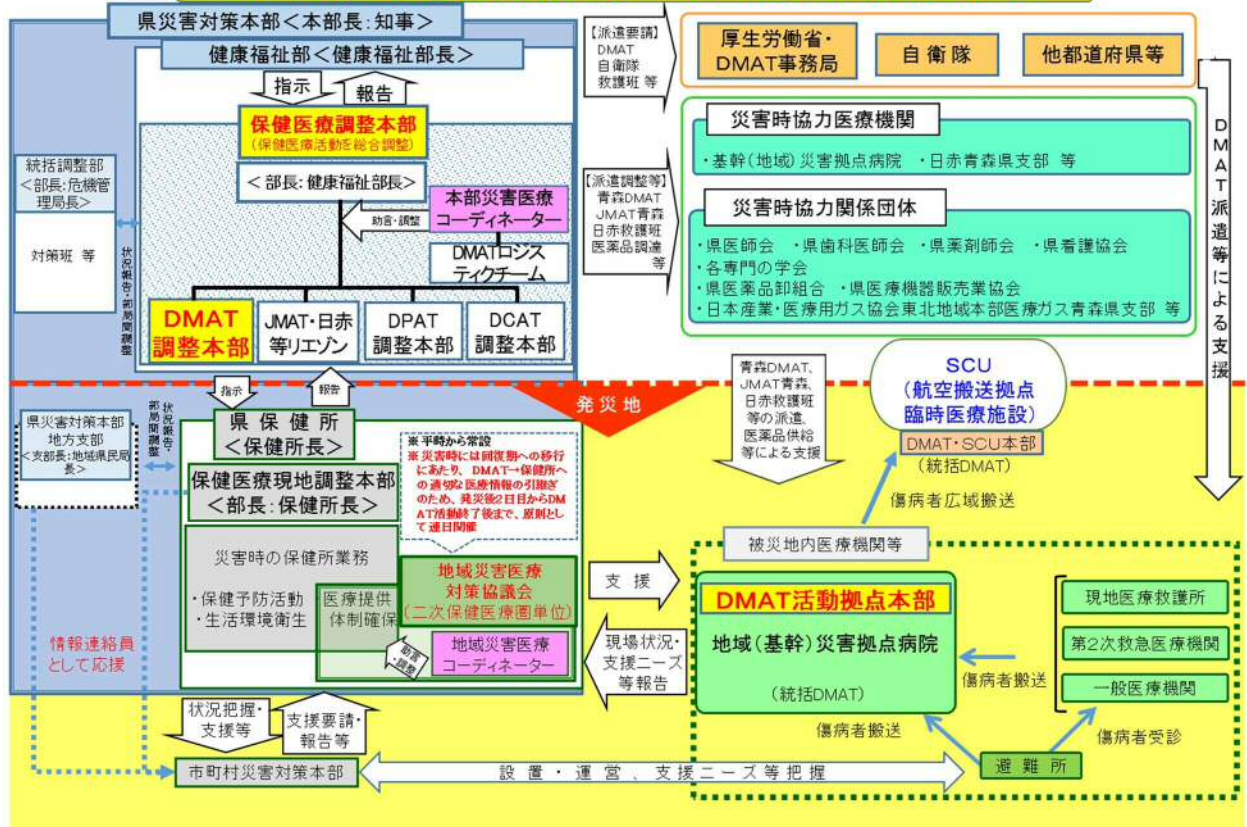 県災害対策本部＜本部長：知事＞
健康福祉部＜健康福祉部長＞
指示
報告
保健医療調整本部
(保健医療活動を総合調整)
＜部長：健康福祉部長＞
統括調整部
＜部長：危機管
理局長＞
対策班 等
状況報告・部局間調整
助言・調整
本部災害医療
コーディネーター
DMATロジス
ティクチーム
DMAT
調整本部
JMAT・日赤
等リエゾン
DPAT
調整本部
DCAT
調整本部
【派遣要請】
DMAT
自衛隊
救護班 等
厚生労働省・
DMAT事務局
自衛隊
他都道府県等
【派遣調整等】
青森DMAT
JMAT青森
日赤救護班
医薬品調達
等
災害時協力医療機関
・基幹(地域)災害拠点病院 ・日赤青森県支部 等
災害時協力関係団体
・県医師会 ・県歯科医師会 ・県薬剤師会 ・県看護協会
・各専門の学会
・県医薬品卸組合 ・県医療機器販売業協会
・日本産業・医療用ガス協会東北地域本部医療ガス青森県支部 等
DMAT派遣等による支援
指示
報告
発災地
青森DMAT、
JMAT青森、
日赤救護班
等の派遣、
医薬品供給
等による支援
SCU
(航空搬送拠点
臨時医療施設)
DMAT・SCU本部
(統括DMAT)
傷病者広域搬送
県災害対策本部
地方支部
＜支部長：地域県民局
長＞
状況報告・
部局間調整
県保健所
＜保健所長＞
保健医療現地調整本部
＜部長：保健所長＞
※ 平時から常設
※ 災害時には回復期への移行
にあたり、DMAT→保健所へ
の適切な医療情報の引継ぎ
のため、発災後2日目からDM
AT活動終了後まで、原則とし
て連日開催
災害時の保健所業務
・保健予防活動
・生活環境衛生
医療提供
体制確保
地域災害医療
対策協議会
(二次保健医療圏単位)
助言・調整
地域災害医療
コーディネーター
情報連絡員
として応援
支援
現場状況・
支援ニーズ
等報告
被災地内医療機関等
DMAT活動拠点本部
地域(基幹)災害拠点病院
(統括DMAT)
傷病者搬送
現地医療救護所
第2次救急医療機関
一般医療機関
傷病者搬送
傷病者受診
状況把握・
支援等
支援要請・
報告等
市町村災害対策本部
設置・運営、支援ニーズ等把握
避難所